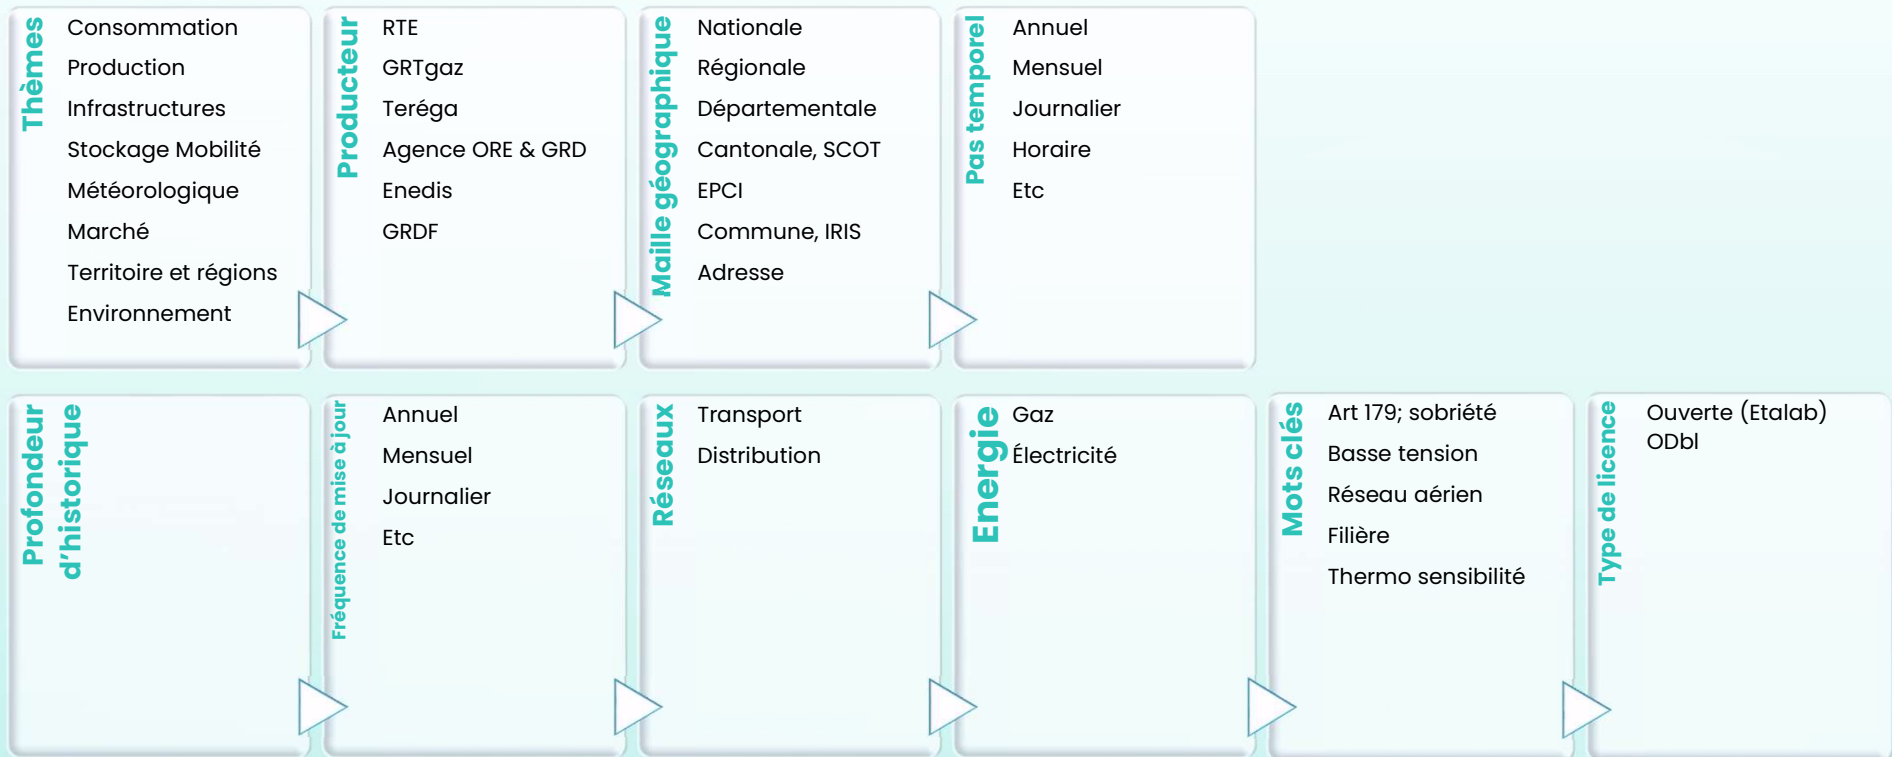 Thèmes
Consommation
Production
Infrastructures
Stockage Mobilité
Météorologique
Marché
Territoire et régions
Environnement
Producteur
RTE
GRTgaz
Teréga
Agence ORE & GRD
Enedis
GRDF
Maille géographique
Nationale
Régionale
Départementale
Cantonale, SCOT
EPCI
Commune, IRIS
Adresse
Pas temporel
Annuel
Mensuel
Journalier
Horaire
Etc
Profondeur
d'historique
Fréquence de mise à jour
Annuel
Mensuel
Journalier
Etc
Réseaux
Transport
Distribution
Energie
Gaz
Électricité
Mots clés
Art 179; sobriété
Basse tension
Réseau aérien
Filière
Thermo sensibilité
Type de licence
Ouverte (Etalab)
ODbl